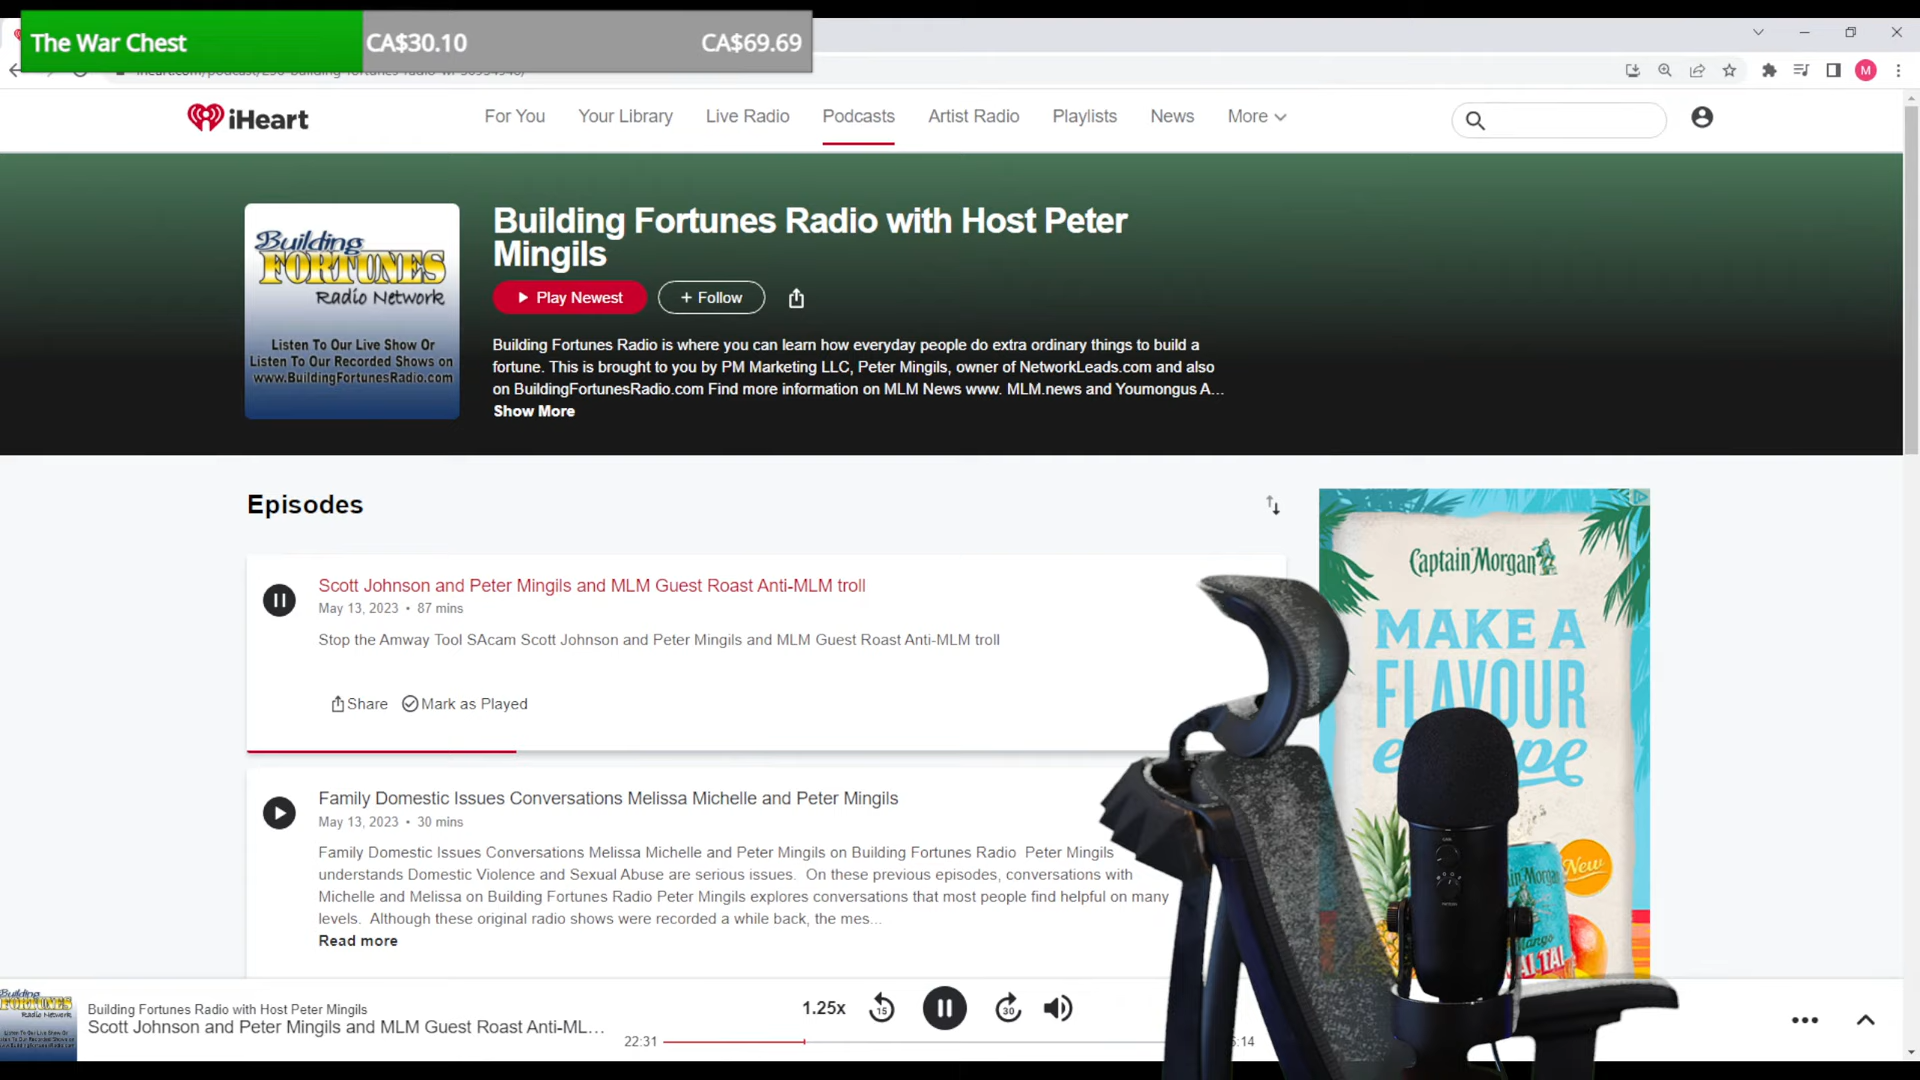 The War Chest
CA$30.10
CA$69.69
M
iHeart
For You
Your Library
Live Radio
Podcasts
Artist Radio
Playlists
News
More
Building
FORTUNES
Radio Network
Listen To Our Live Show Or
Listen To Our Recorded Shows on
www.BuildingFortunesRadio.com
Building Fortunes Radio with Host Peter
Mingils
Play Newest
+ Follow
Building Fortunes Radio is where you can learn how everyday people do extra ordinary things to build a
fortune. This is brought to you by PM Marketing LLC, Peter Mingils, owner of NetworkLeads.com and also
on BuildingFortunesRadio.com Find more information on MLM News www. MLM.news and Youmongus A...
Show More
Episodes
Scott Johnson and Peter Mingils and MLM Guest Roast Anti-MLM troll
May 13, 2023 • 87 mins
Stop the Amway Tool SAcam Scott Johnson and Peter Mingils and MLM Guest Roast Anti-MLM troll
Share
Mark as Played
Family Domestic Issues Conversations Melissa Michelle and Peter Mingils
May 13, 2023 • 30 mins
Family Domestic Issues Conversations Melissa Michelle and Peter Mingils on Building Fortunes Radio Peter Mingils
understands Domestic Violence and Sexual Abuse are serious issues. On these previous episodes, conversations with
Michelle and Melissa on Building Fortunes Radio Peter Mingils explores conversations that most people find helpful on many
levels. Although these original radio shows were recorded a while back, the mes...
Read more
Captain Morgan
MAKE A
FLAVOUR
New
Mango
MAI TAI
Building
FORTUNES
Radio Network
Building Fortunes Radio with Host Peter Mingils
Scott Johnson and Peter Mingils and MLM Guest Roast Anti-ML...
1.25x
15
30
22:31
:14